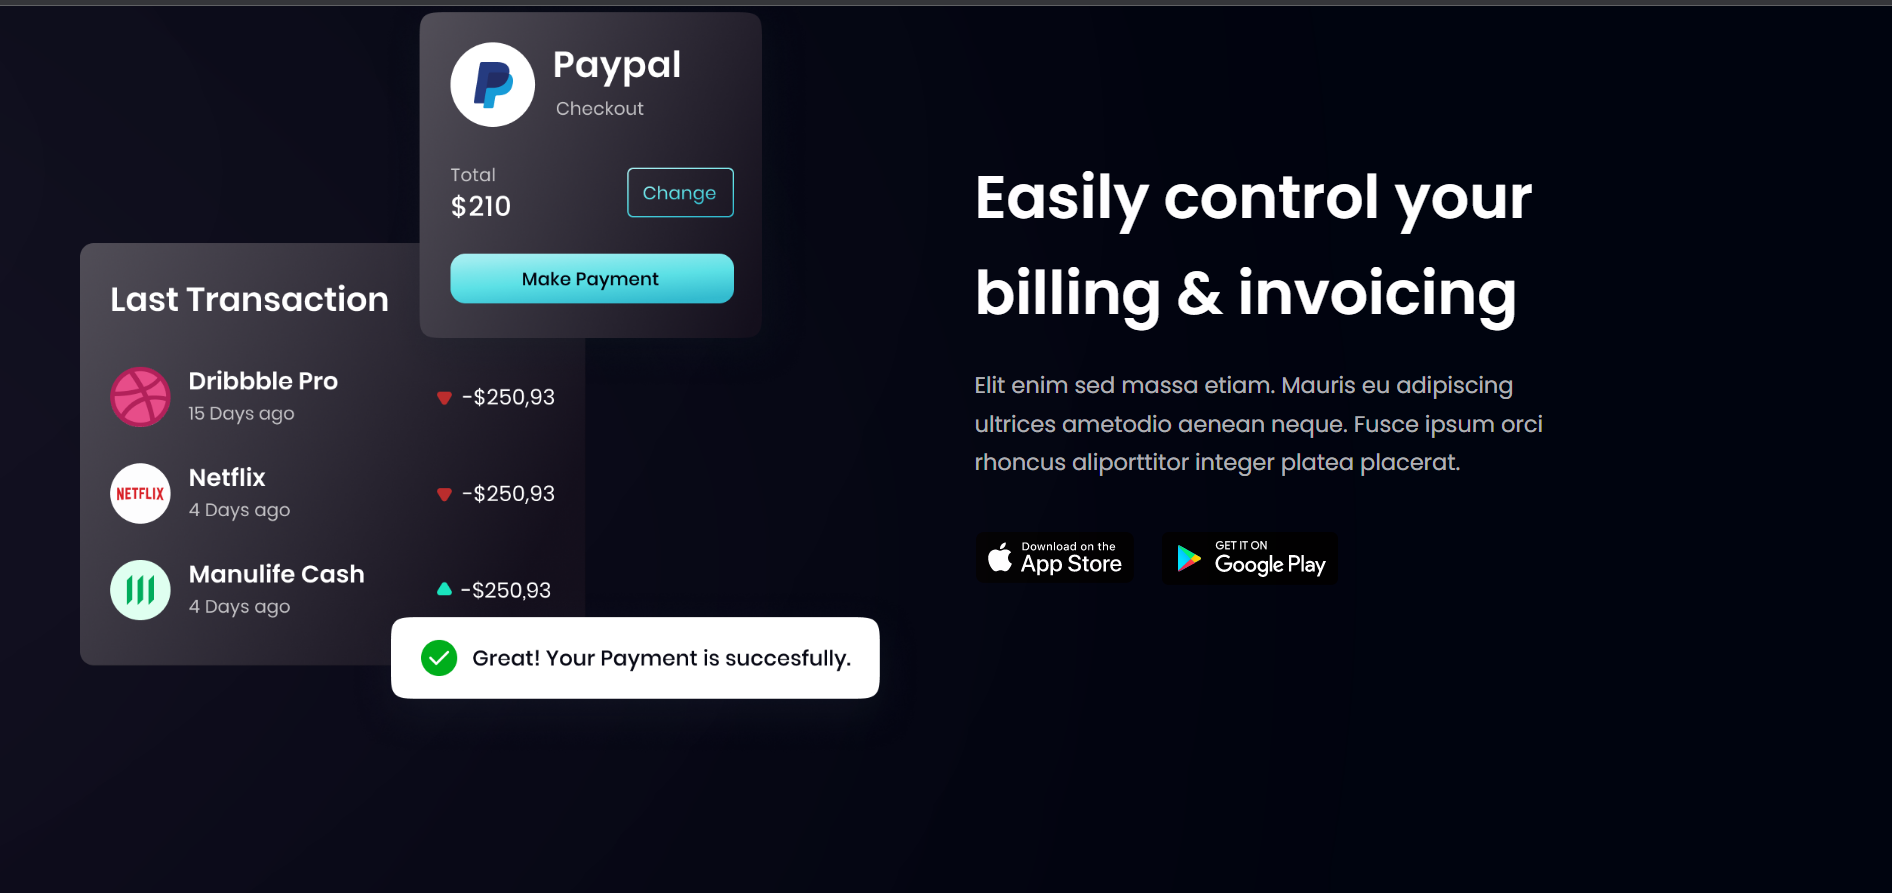 Paypal
Checkout
Total
$210
Change
Make Payment
Last Transaction
Dribbble Pro
15 Days ago
-$250,93
NETFLIX
Netflix
4 Days ago
-$250,93
Manulife Cash
4 Days ago
-$250,93
Great! Your Payment is succesfully.
Easily control your
billing & invoicing
Elit enim sed massa etiam. Mauris eu adipiscing
ultrices ametodio aenean neque. Fusce ipsum orci
rhoncus aliporttitor integer platea placerat.
Download on the
App Store
GET IT ON
Google Play